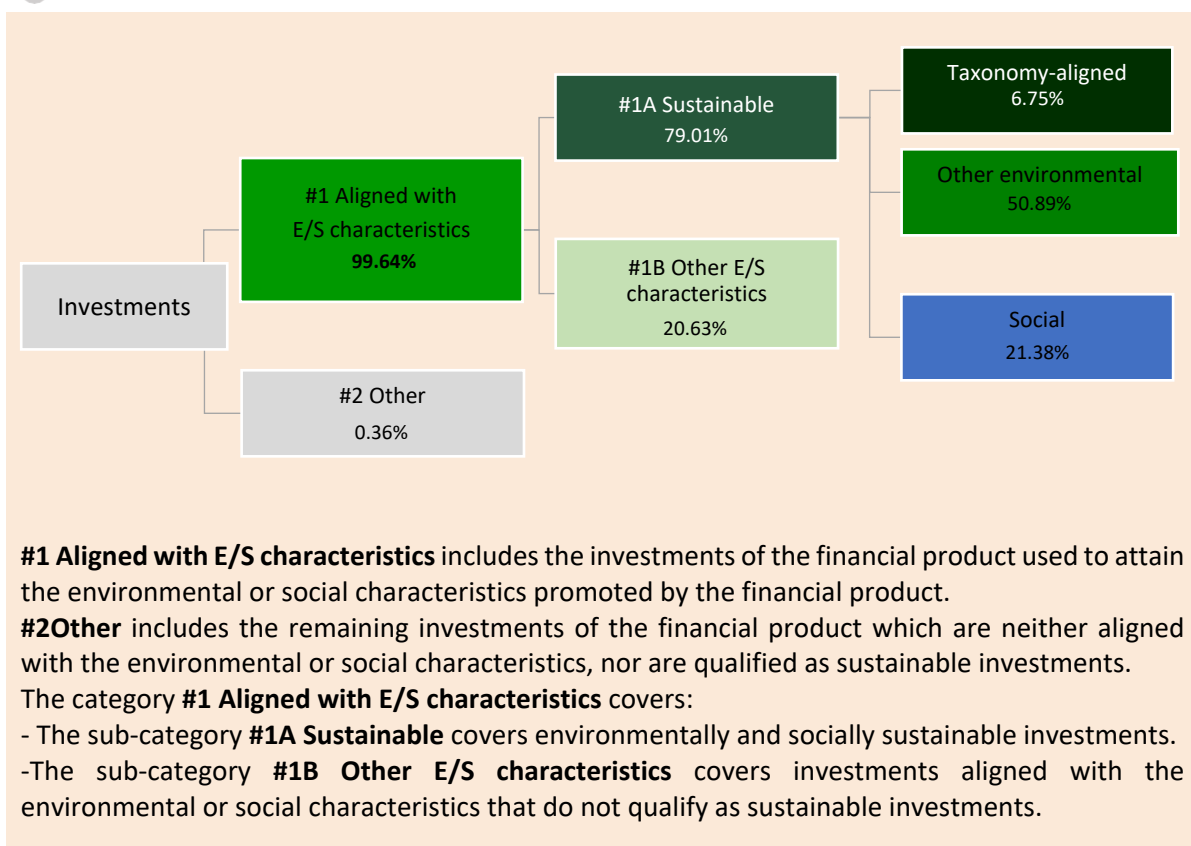 Investments
#1 Aligned with
E/S characteristics
99.64%
#2 Other
0.36%
#1A Sustainable
79.01%
#1B Other E/S
characteristics
20.63%
Taxonomy-aligned
6.75%
Other environmental
50.89%
Social
21.38%
#1 Aligned with E/S characteristics includes the investments of the financial product used to attain
the environmental or social characteristics promoted by the financial product.
#2Other includes the remaining investments of the financial product which are neither aligned
with the environmental or social characteristics, nor are qualified as sustainable investments.
The category #1 Aligned with E/S characteristics covers:
- The sub-category #1A Sustainable covers environmentally and socially sustainable investments.
-The sub-category #1B Other E/S characteristics covers investments aligned with the
environmental or social characteristics that do not qualify as sustainable investments.